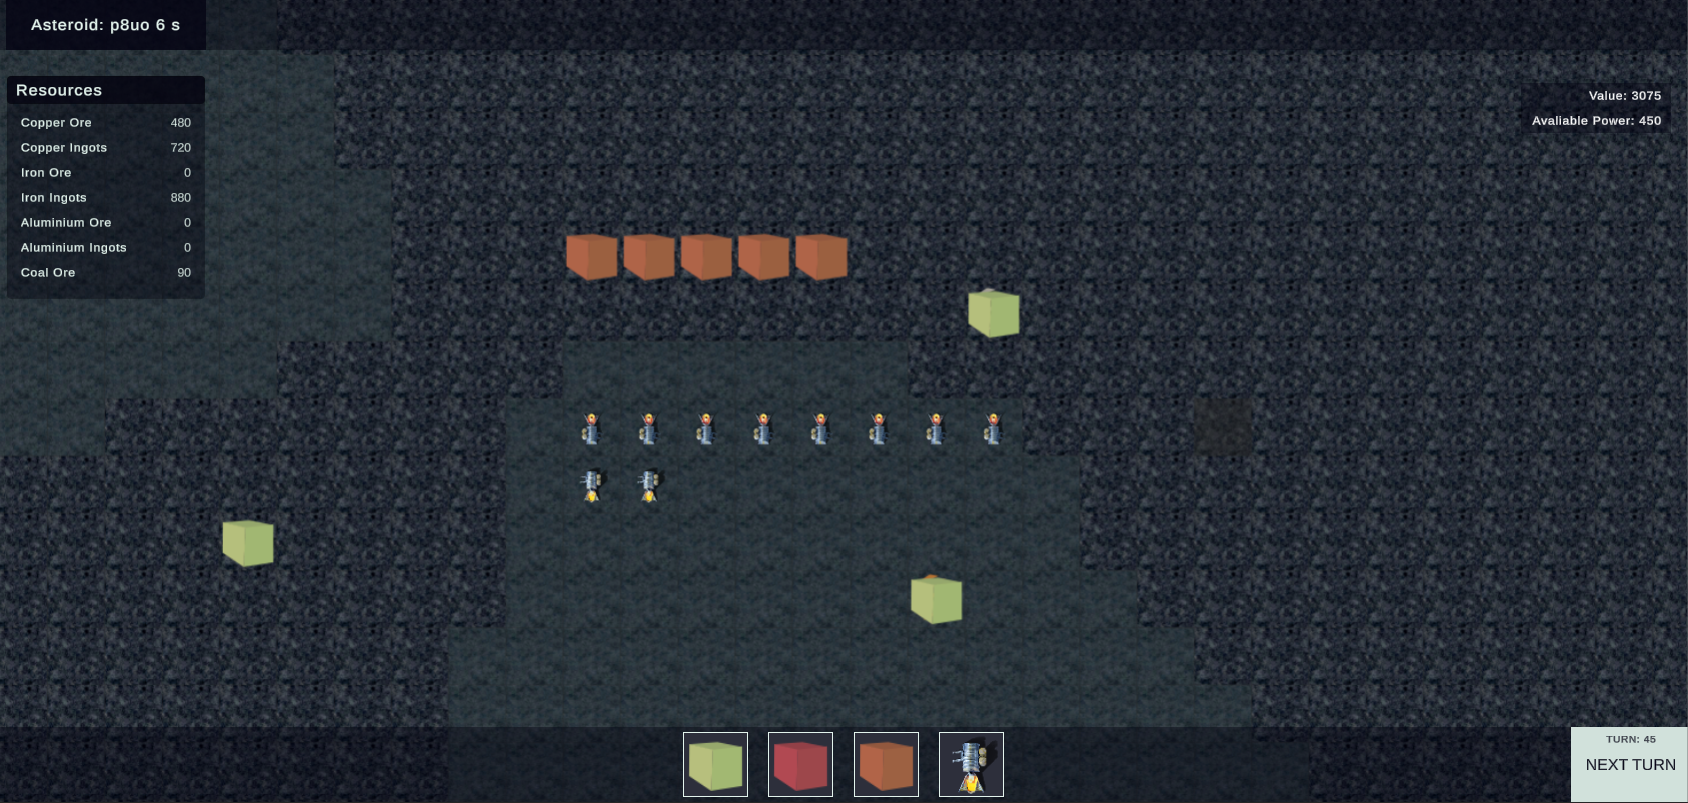 Asteroid: p8uo 6 s
Resources
Copper Ore 480
Copper Ingots 720
Iron Ore 0
Iron Ingots 880
Aluminium Ore 0
Aluminium Ingots 0
Coal Ore 90
Value: 3075
Avaliable Power: 450
TURN: 45
NEXT TURN